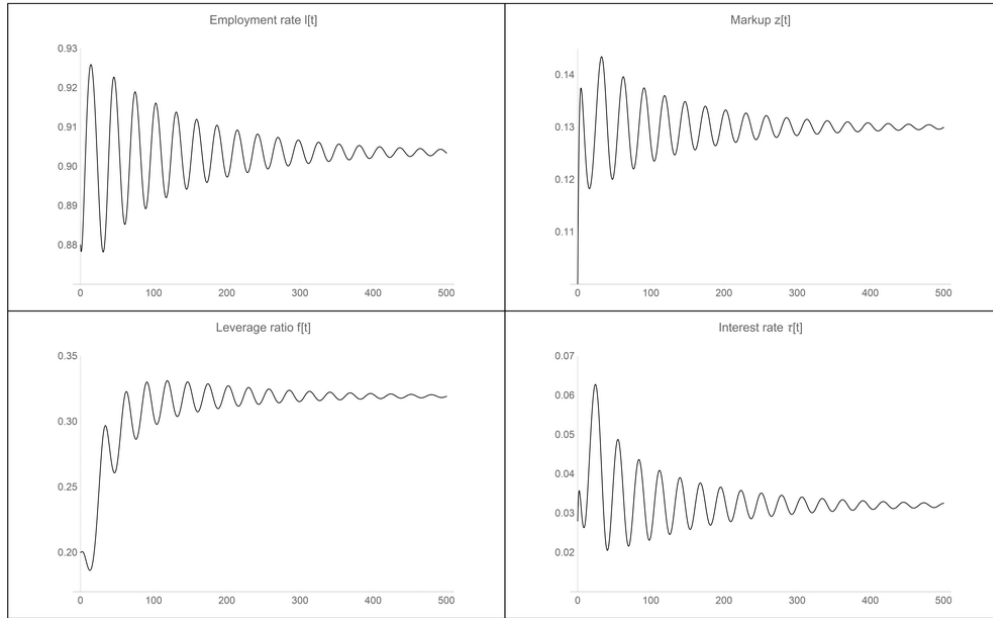 Employment rate l[t]
0.93
0.92
0.91
0.90
0.89
0.88
0 100 200 300 400 500
Markup z[t]
0.14
0.13
0.12
0.11
0 100 200 300 400 500
Leverage ratio f[t]
0.35
0.30
0.25
0.20
0 100 200 300 400 500
Interest rate τ[t]
0.07
0.06
0.05
0.04
0.03
0.02
0 100 200 300 400 500